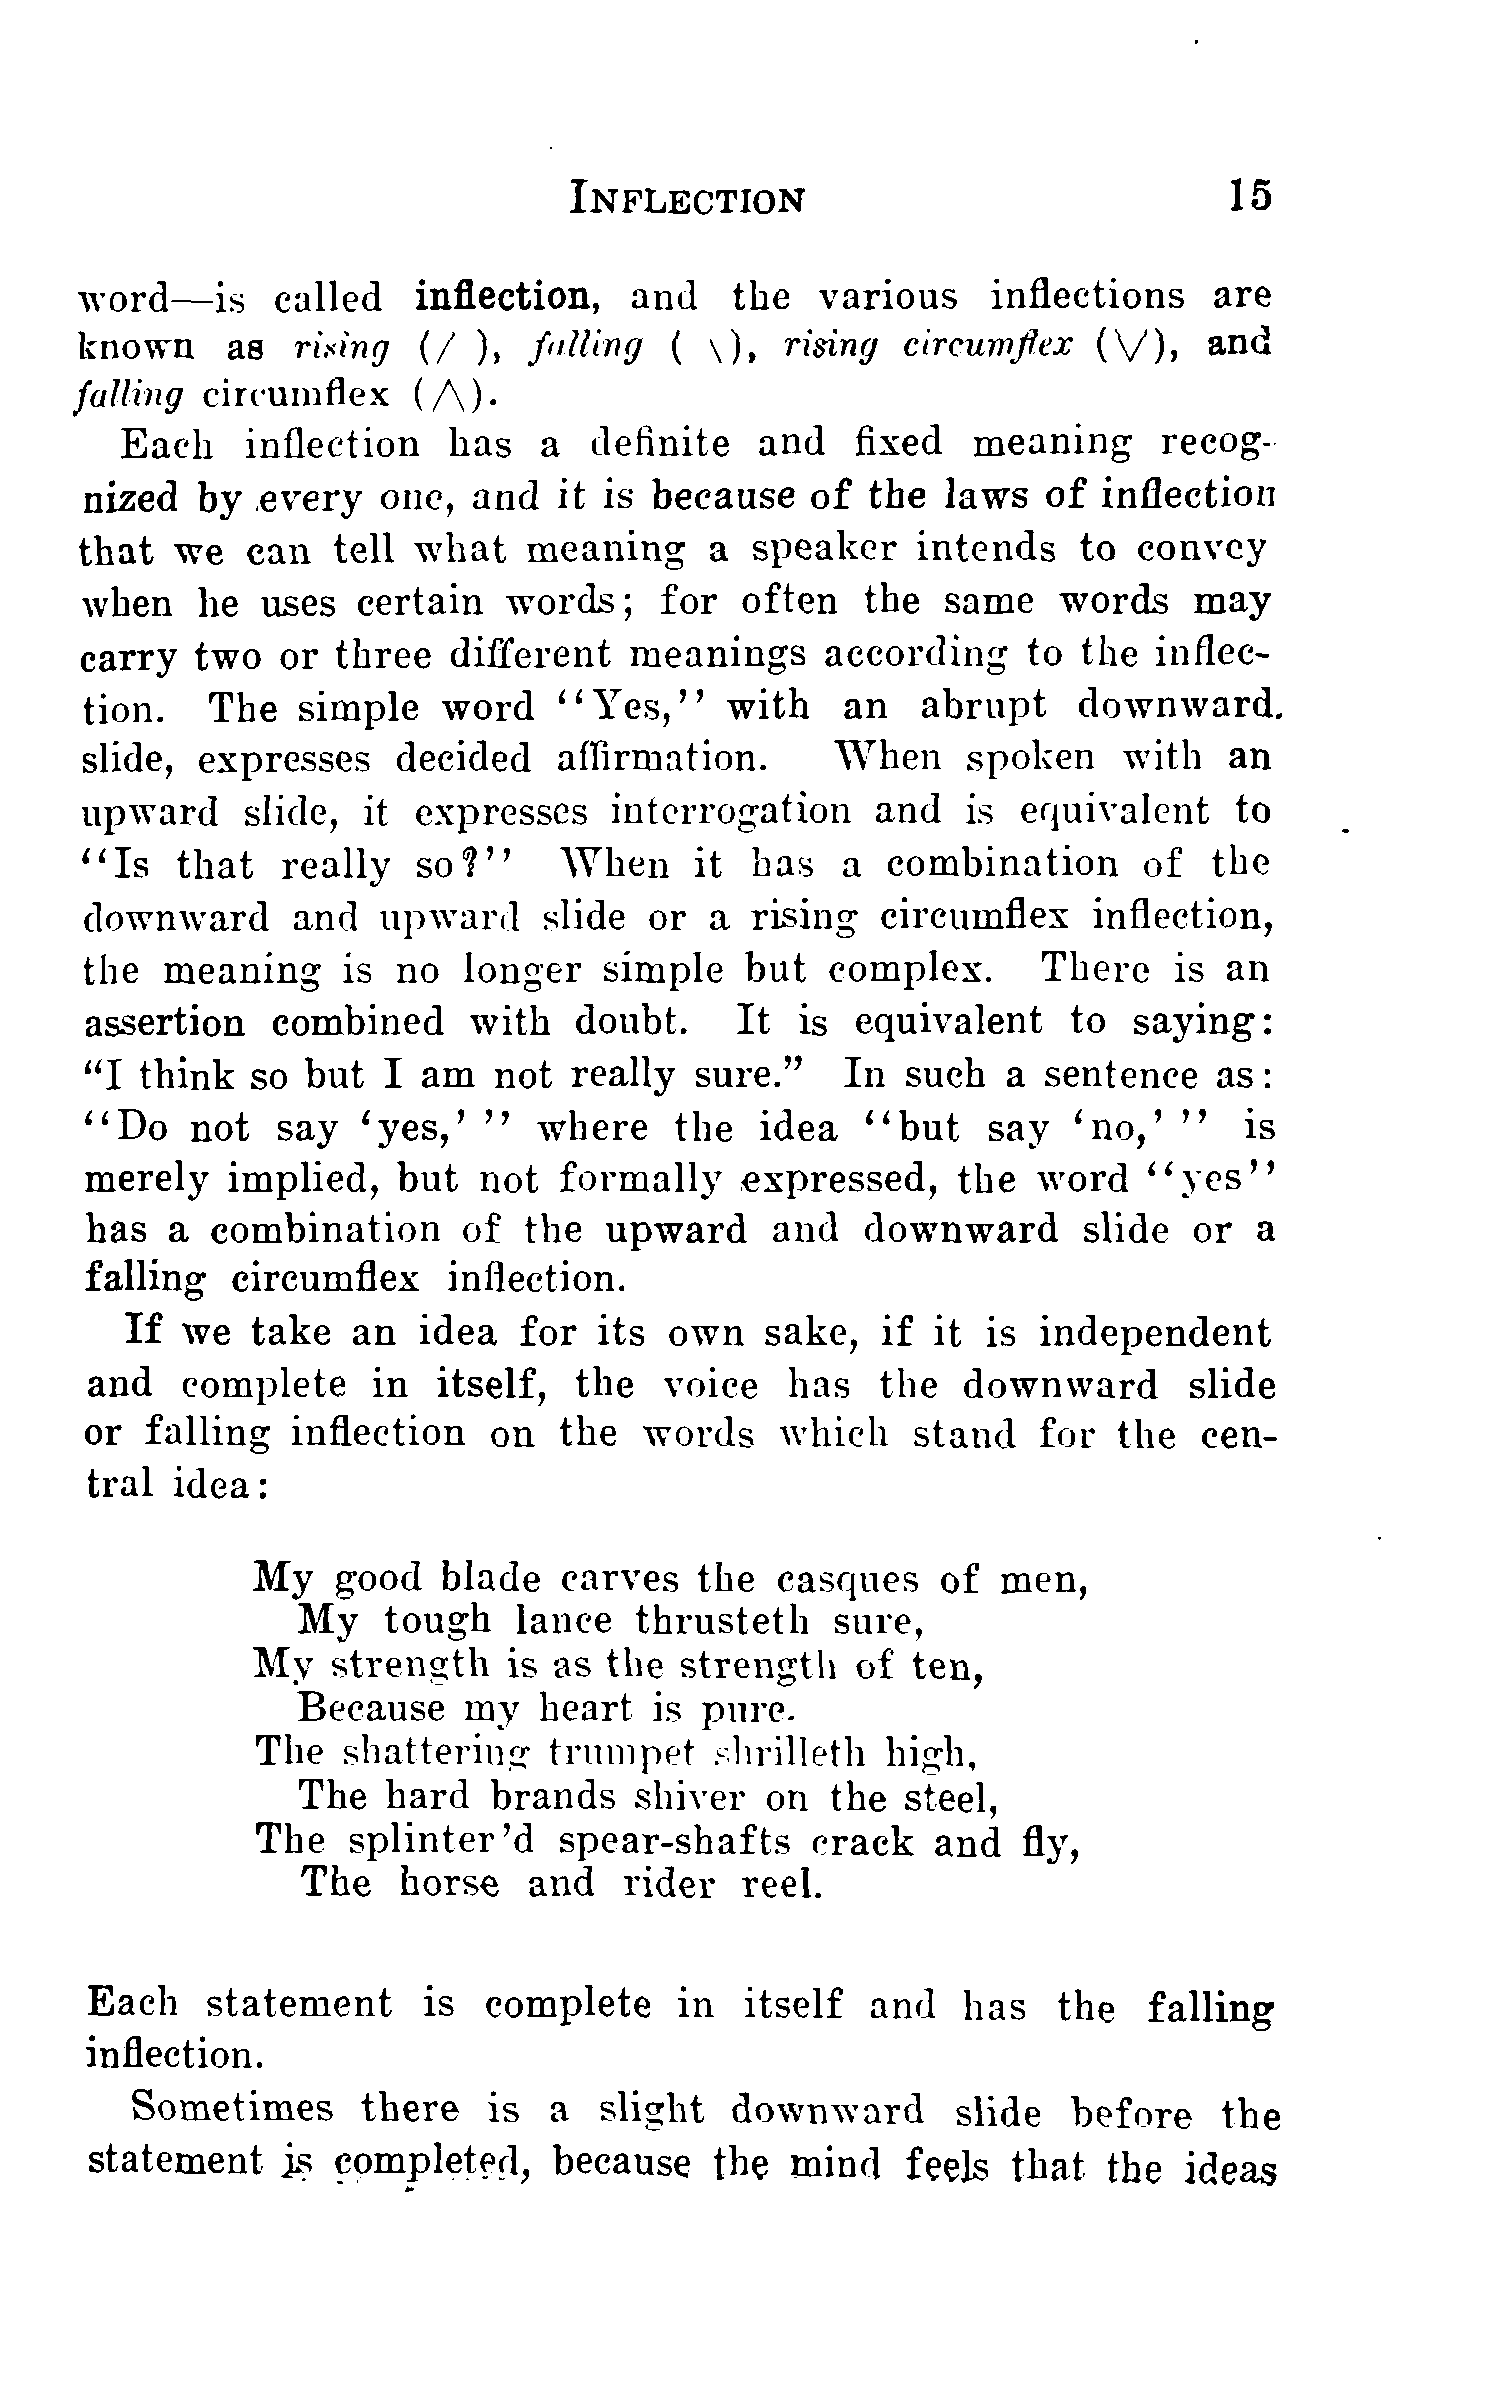 INFLECTION 15
word—is called inflection, and the various inflections are
known as rising (/ ), falling ( \), rising circumflex (\/), and
falling circumflex (/\).
Each inflection has a definite and fixed meaning recog-
nized by every one, and it is because of the laws of inflection
that we can tell what meaning a speaker intends to convey
when he uses certain words; for often the same words may
carry two or three different meanings according to the inflec-
tion. The simple word ‘‘Yes,’’ with an abrupt downward.
slide, expresses decided affirmation. When spoken with an
upward slide, it expresses interrogation and is equivalent to
‘‘Is that really so?’’ When it has a combination of the
downward and upward slide or a rising circumflex inflection,
the meaning is no longer simple but complex. There is an
assertion combined with doubt. It is equivalent to saying:
“I think so but I am not really sure.” In such a sentence as:
‘‘Do not say ‘yes,’ ’’ where the idea ‘‘but say ‘no,’ ’’ is
merely implied, but not formally expressed, the word ‘‘yes’’
has a combination of the upward and downward slide or a
falling circumflex inflection.
If we take an idea for its own sake, if it is independent
and complete in itself, the voice has the downward slide
or falling inflection on the words which stand for the cen-
tral idea:
My good blade carves the casques of men,
My tough lance thrusteth sure,
My strength is as the strength of ten,
Because my heart is pure.
The shattering trumpet shrilleth high,
The hard brands shiver on the steel,
The splinter’d spear-shafts crack and fly,
The horse and rider reel.
Each statement is complete in itself and has the falling
inflection.
Sometimes there is a slight downward slide before the
statement is completed, because the mind feels that the ideas